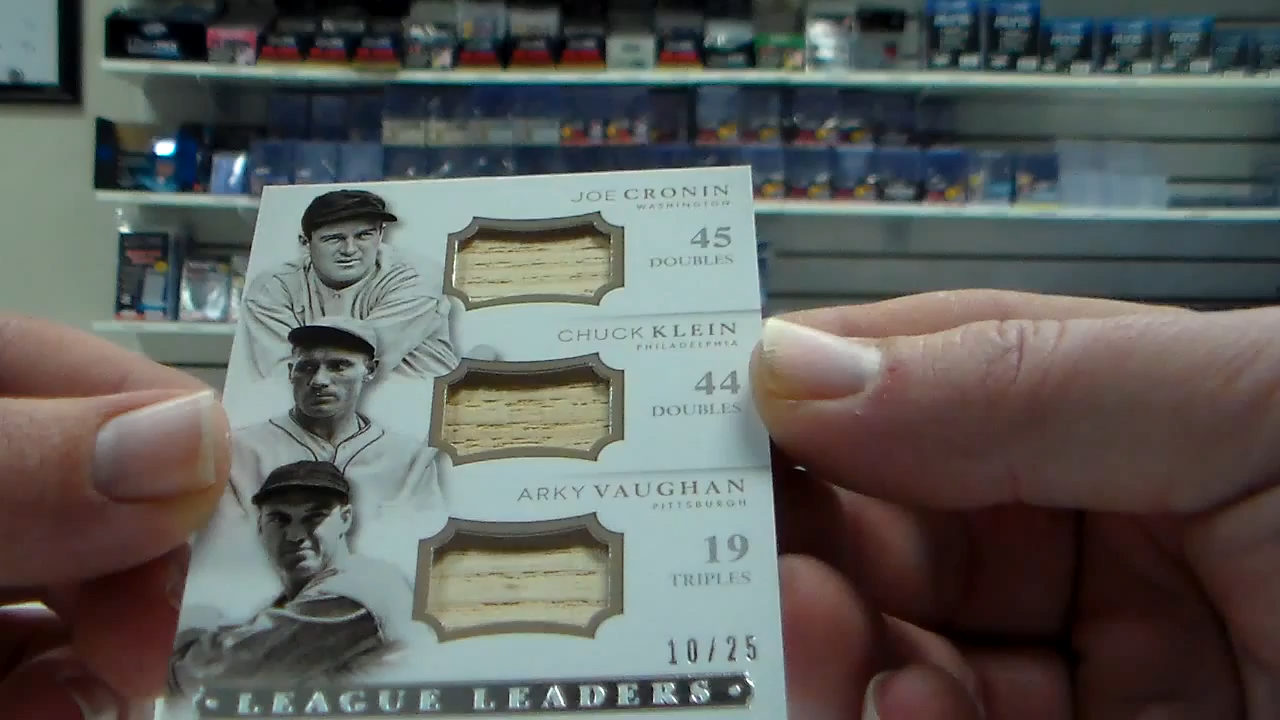 JOE CRONIN
WASHINGTON
45
DOUBLES
CHUCK KLEIN
PHILADELPHIA
44
DOUBLES
ARKY VAUGHAN
PITTSBURGH
19
TRIPLES
10/25
LEAGUE LEADERS